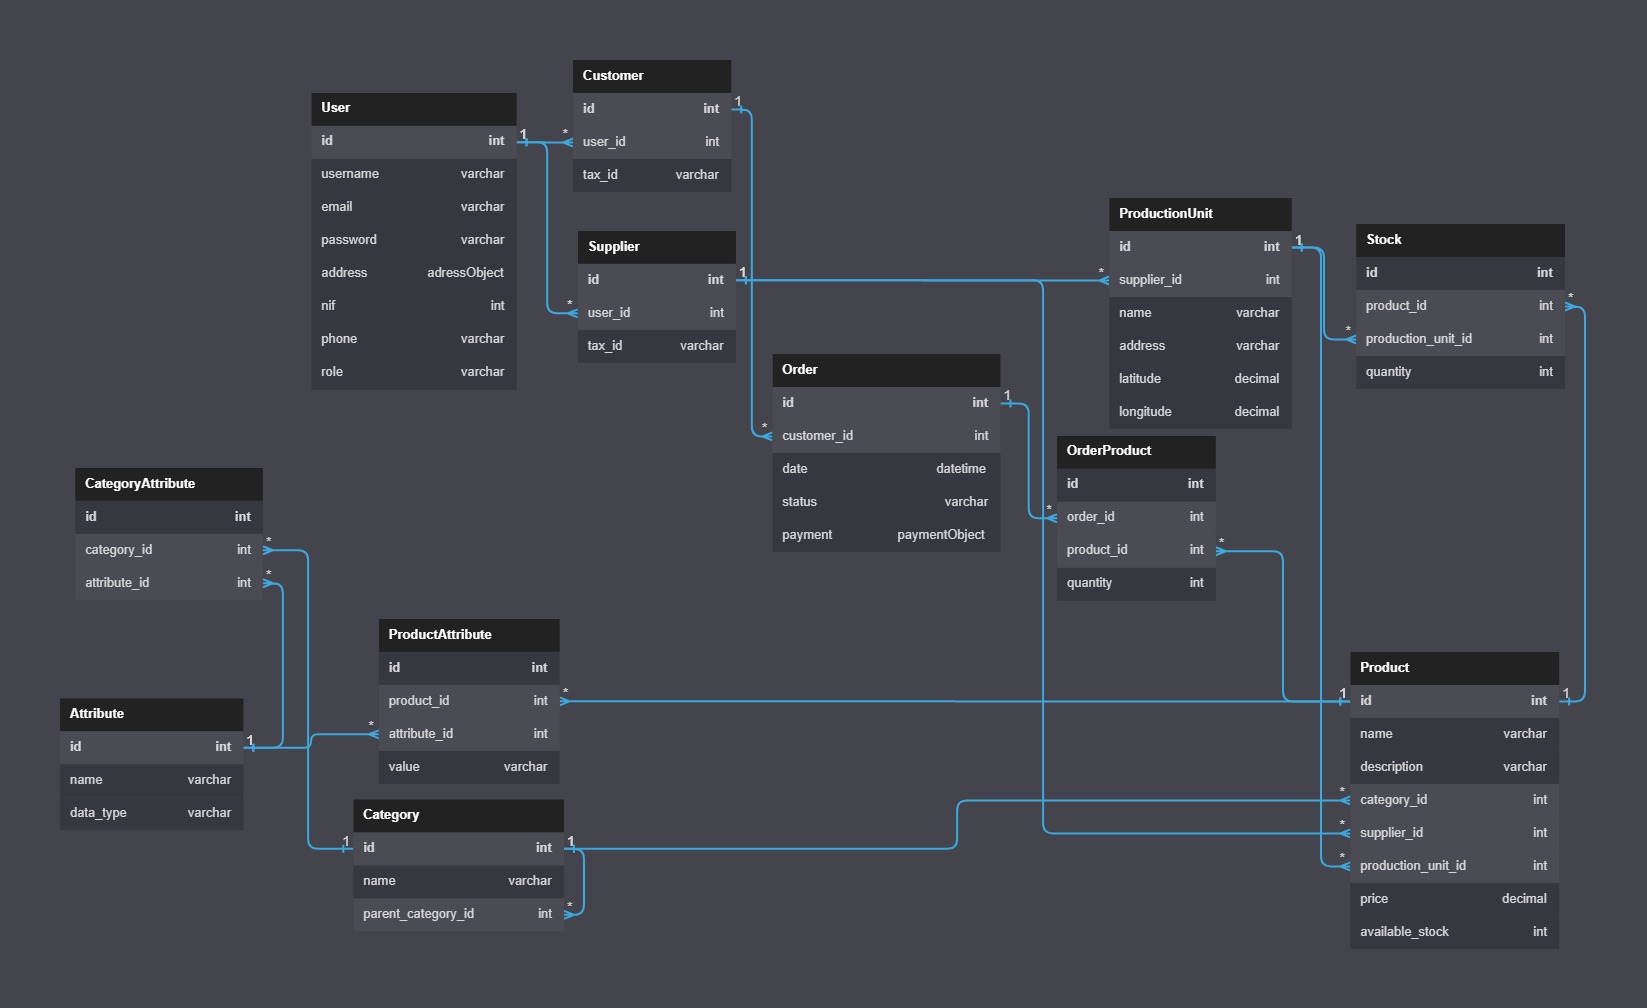 Customer
id int
user_id int
tax_id varchar
1
*
User
id int
username varchar
email varchar
password varchar
address adressObject
nif int
phone varchar
role varchar
1
Supplier
id int
user_id int
tax_id varchar
1
*
ProductionUnit
id int
supplier_id int
name varchar
address varchar
latitude decimal
longitude decimal
1
*
Stock
id int
product_id int
production_unit_id int
quantity int
*
*
Order
id int
customer_id int
date datetime
status varchar
payment paymentObject
1
*
OrderProduct
id int
order_id int
product_id int
quantity int
*
*
CategoryAttribute
id int
category_id int
attribute_id int
*
*
ProductAttribute
id int
product_id int
attribute_id int
value varchar
*
*
Attribute
id int
name varchar
data_type varchar
1
Category
id int
name varchar
parent_category_id int
1
1
*
Product
id int
name varchar
description varchar
category_id int
supplier_id int
production_unit_id int
price decimal
available_stock int
1
1
*
*
*